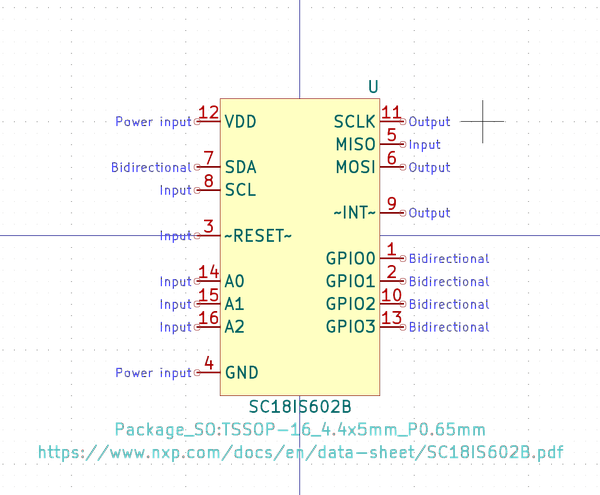 U
Power input 12 VDD SCLK 11 Output
MISO 5 Input
Bidirectional 7 SDA MOSI 6 Output
Input 8 SCL
~INT~ 9 Output
Input 3 ~RESET~
GPIO0 1 Bidirectional
Input 14 A0 GPIO1 2 Bidirectional
Input 15 A1 GPIO2 10 Bidirectional
Input 16 A2 GPIO3 13 Bidirectional
Power input 4 GND
SC18IS602B
Package_SO:TSSOP-16_4.4x5mm_P0.65mm
https://www.nxp.com/docs/en/data-sheet/SC18IS602B.pdf